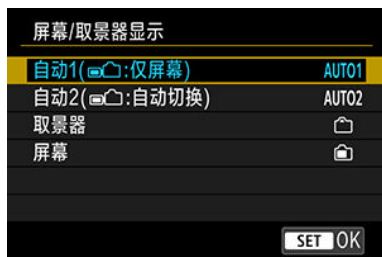 屏幕/取景器显示
自动1(:仅屏幕) AUTO1
自动2(:自动切换) AUTO2
取景器
屏幕
SET OK